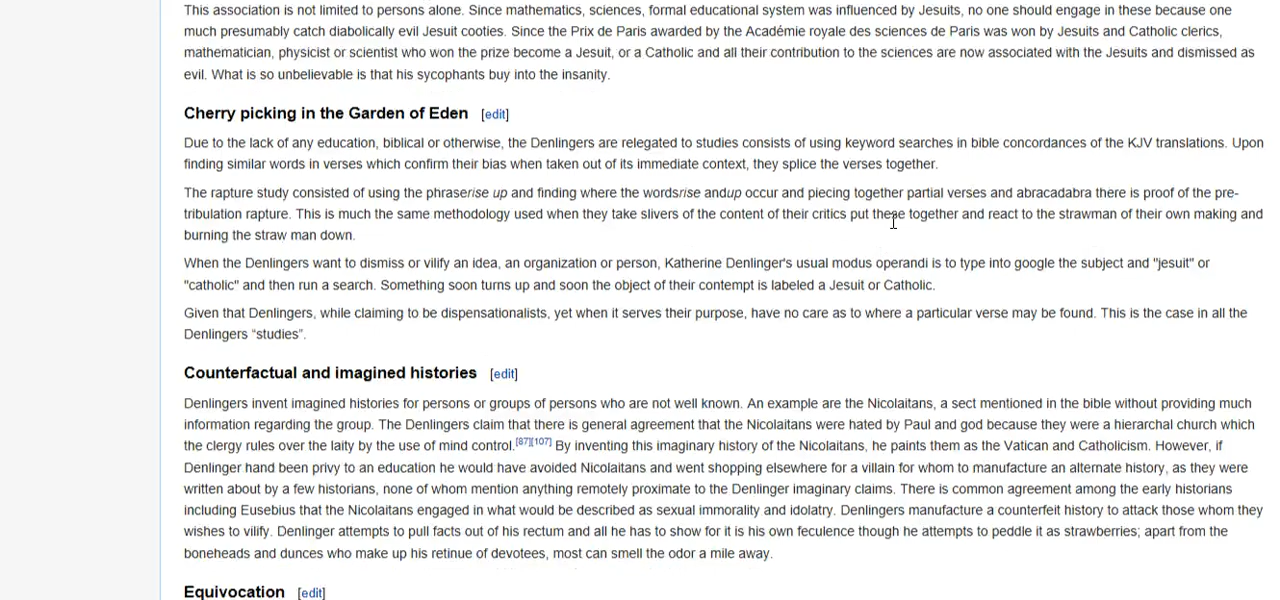 This association is not limited to persons alone. Since mathematics, sciences, formal educational system was influenced by Jesuits, no one should engage in these because one
much presumably catch diabolically evil Jesuit cooties. Since the Prix de Paris awarded by the Académie royale des sciences de Paris was won by Jesuits and Catholic clerics,
mathematician, physicist or scientist who won the prize become a Jesuit, or a Catholic and all their contribution to the sciences are now associated with the Jesuits and dismissed as
evil. What is so unbelievable is that his sycophants buy into the insanity.
Cherry picking in the Garden of Eden [edit]
Due to the lack of any education, biblical or otherwise, the Denlingers are relegated to studies consists of using keyword searches in bible concordances of the KJV translations. Upon
finding similar words in verses which confirm their bias when taken out of its immediate context, they splice the verses together.
The rapture study consisted of using the phraserise up and finding where the wordsrise andup occur and piecing together partial verses and abracadabra there is proof of the pre-
tribulation rapture. This is much the same methodology used when they take slivers of the content of their critics put these together and react to the strawman of their own making and
burning the straw man down.
When the Denlingers want to dismiss or vilify an idea, an organization or person, Katherine Denlinger's usual modus operandi is to type into google the subject and "jesuit" or
"catholic" and then run a search. Something soon turns up and soon the object of their contempt is labeled a Jesuit or Catholic.
Given that Denlingers, while claiming to be dispensationalists, yet when it serves their purpose, have no care as to where a particular verse may be found. This is the case in all the
Denlingers “studies”.
Counterfactual and imagined histories [edit]
Denlingers invent imagined histories for persons or groups of persons who are not well known. An example are the Nicolaitans, a sect mentioned in the bible without providing much
information regarding the group. The Denlingers claim that there is general agreement that the Nicolaitans were hated by Paul and god because they were a hierarchal church which
the clergy rules over the laity by the use of mind control.[87][107] By inventing this imaginary history of the Nicolaitans, he paints them as the Vatican and Catholicism. However, if
Denlinger hand been privy to an education he would have avoided Nicolaitans and went shopping elsewhere for a villain for whom to manufacture an alternate history, as they were
written about by a few historians, none of whom mention anything remotely proximate to the Denlinger imaginary claims. There is common agreement among the early historians
including Eusebius that the Nicolaitans engaged in what would be described as sexual immorality and idolatry. Denlingers manufacture a counterfeit history to attack those whom they
wishes to vilify. Denlinger attempts to pull facts out of his rectum and all he has to show for it is his own feculence though he attempts to peddle it as strawberries; apart from the
boneheads and dunces who make up his retinue of devotees, most can smell the odor a mile away.
Equivocation [edit]